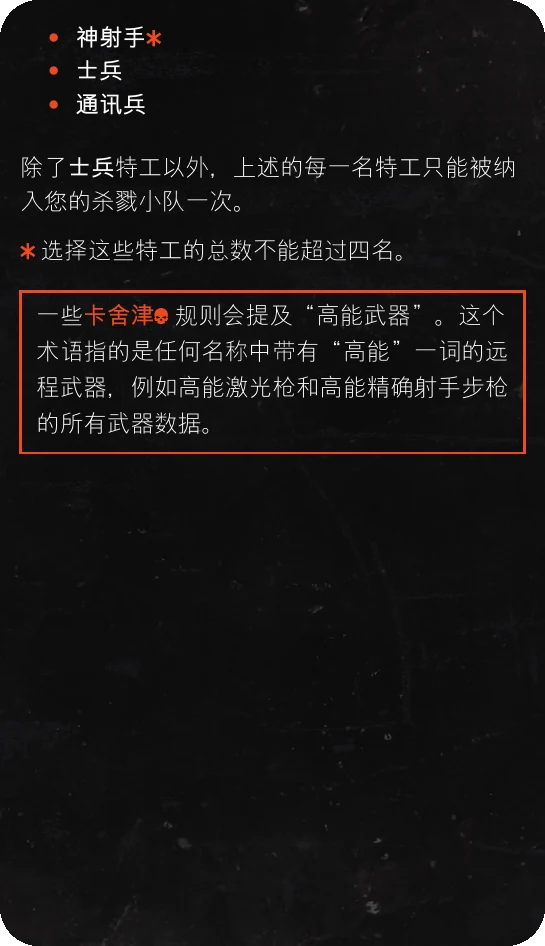 • 神射手*
• 士兵
• 通讯兵
除了士兵特工以外，上述的每一名特工只能被纳
入您的杀戮小队一次。
* 选择这些特工的总数不能超过四名。
一些卡舍津 规则会提及“高能武器”。这个
术语指的是任何名称中带有“高能”一词的远
程武器，例如高能激光枪和高能精确射手步枪
的所有武器数据。